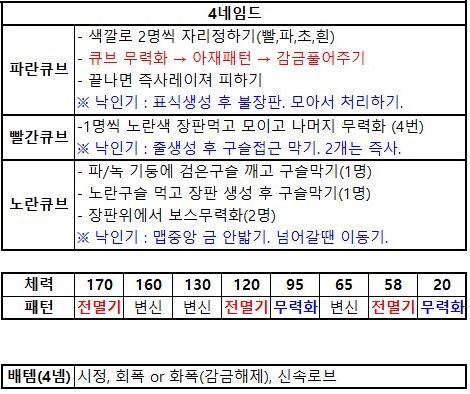 4네임드
파란큐브
- 색깔로 2명씩 자리정하기(빨,파,초,흰)
- 큐브 무력화 → 아재패턴 → 감금풀어주기
- 끝나면 즉사레이져 피하기
※ 낙인기 : 표식생성 후 불장판. 모아서 처리하기.
빨간큐브
-1명씩 노란색 장판먹고 모이고 나머지 무력화 (4번)
※ 낙인기 : 줄생성 후 구슬접근 막기. 2개는 즉사.
노란큐브
- 파/녹 기둥에 검은구슬 깨고 구슬막기(1명)
- 노란구슬 먹고 장판 생성 후 구슬막기(1명)
- 장판위에서 보스무력화(2명)
※ 낙인기 : 맵중앙 금 안밟기. 넘어갈땐 이동기.
체력 170 160 130 120 95 65 58 20
패턴 전멸기 변신 변신 전멸기 무력화 변신 전멸기 무력화
배템(4넴) 시정, 회폭 or 화폭(감금해제), 신속로브